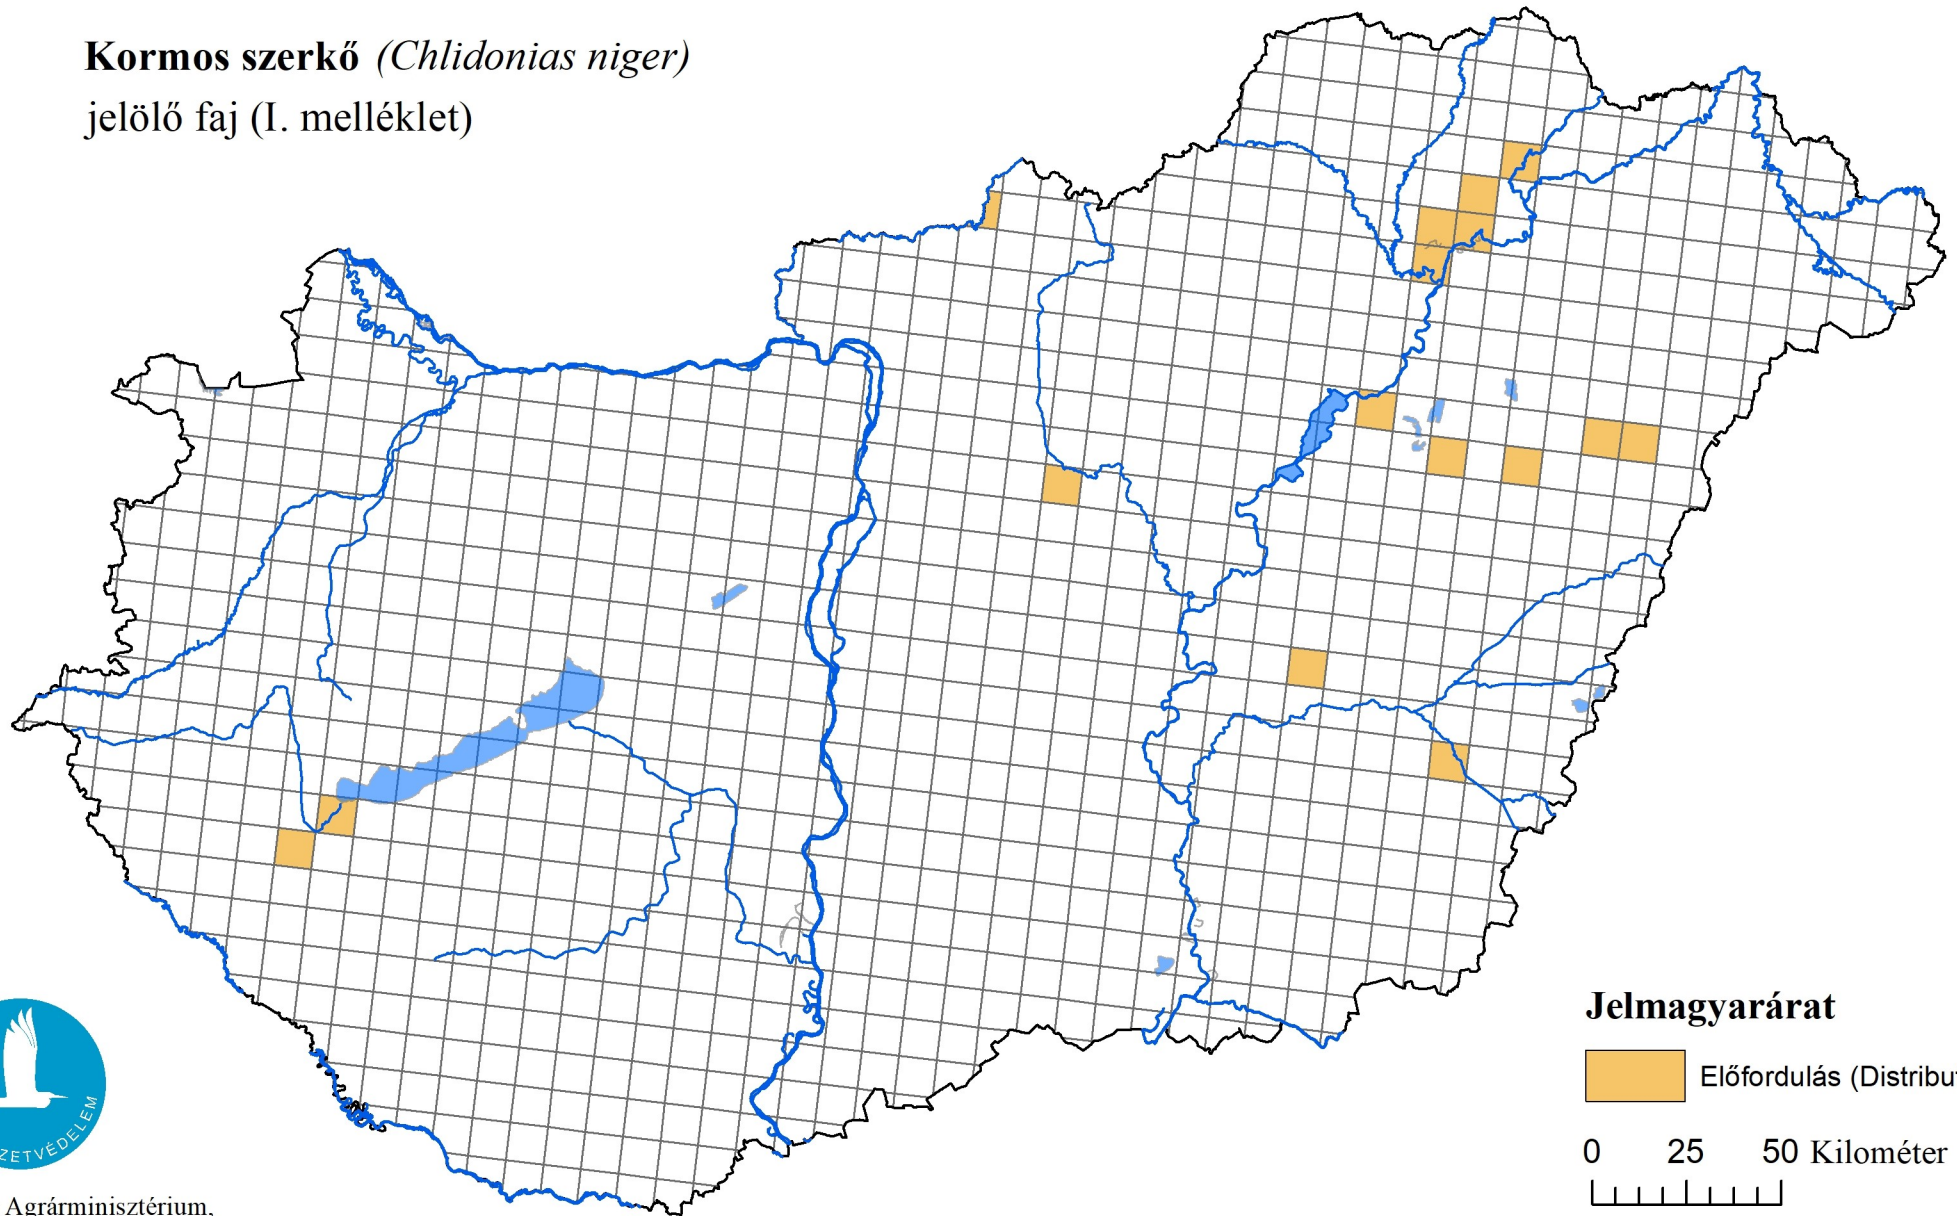 Kormos szerkő (Chlidonias niger)
jelölő faj (I. melléklet)
Jelmagyarárat
Előfordulás (Distribu
0 25 50 Kilométer
ZETVÉDELEM
Agrárminisztérium,